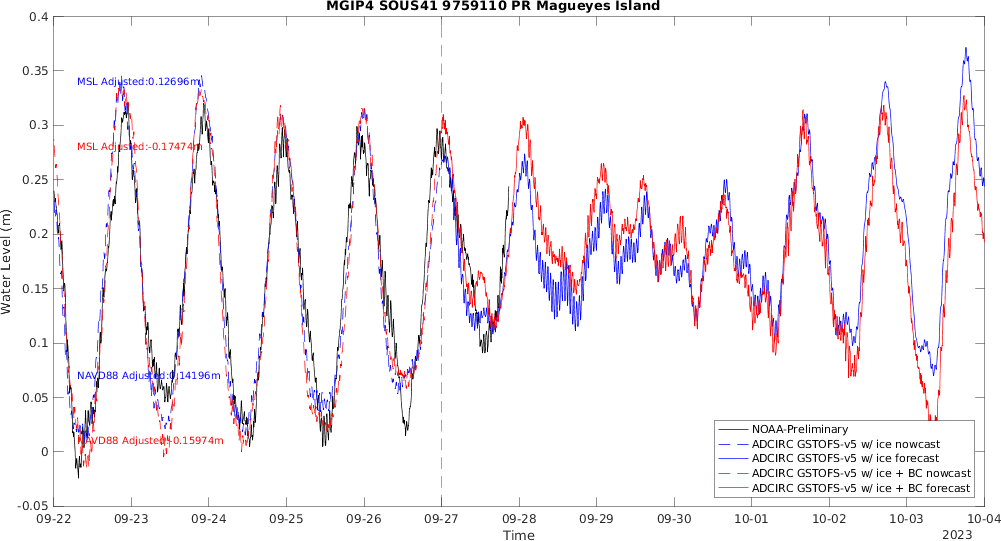 MGIP4 SOUS41 9759110 PR Magueyes Island
0.4
0.35
0.3
0.25
0.2
0.15
0.1
0.05
0
-0.05
Water Level (m)
MSL Adjusted:0.12696m
MSL Adjusted:-0.17474m
NAVD88 Adjusted:0.14196m
NAVD88 Adjusted:-0.15974m
NOAA-Preliminary
ADCIRC GSTOFS-v5 w/ ice nowcast
ADCIRC GSTOFS-v5 w/ ice forecast
ADCIRC GSTOFS-v5 w/ ice + BC nowcast
ADCIRC GSTOFS-v5 w/ ice + BC forecast
09-22 09-23 09-24 09-25 09-26 09-27 09-28 09-29 09-30 10-01 10-02 10-03 10-04
Time
2023